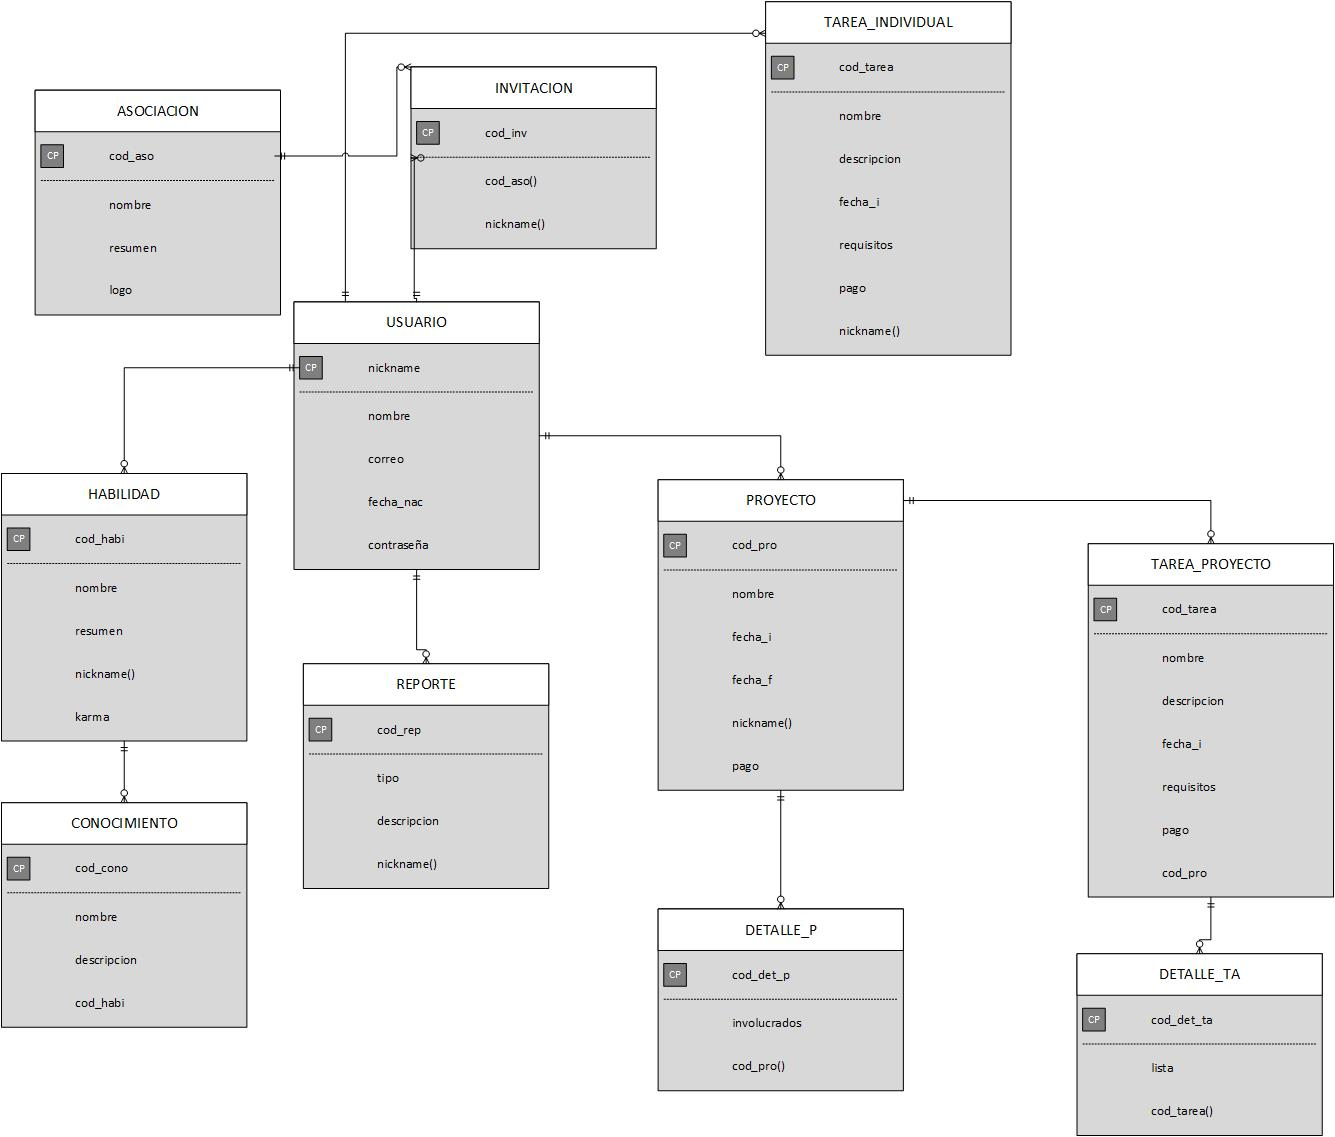 TAREA_INDIVIDUAL
CP cod_tarea
nombre
descripcion
fecha_i
requisitos
pago
nickname()
INVITACION
CP cod_inv
cod_aso()
nickname()
ASOCIACION
CP cod_aso
nombre
resumen
logo
USUARIO
CP nickname
nombre
correo
fecha_nac
contraseña
HABILIDAD
CP cod_habi
nombre
resumen
nickname()
karma
PROYECTO
CP cod_pro
nombre
fecha_i
fecha_f
nickname()
pago
TAREA_PROYECTO
CP cod_tarea
nombre
descripcion
fecha_i
requisitos
pago
cod_pro
REPORTE
CP cod_rep
tipo
descripcion
nickname()
CONOCIMIENTO
CP cod_cono
nombre
descripcion
cod_habi
DETALLE_P
CP cod_det_p
involucrados
cod_pro()
DETALLE_TA
CP cod_det_ta
lista
cod_tarea()